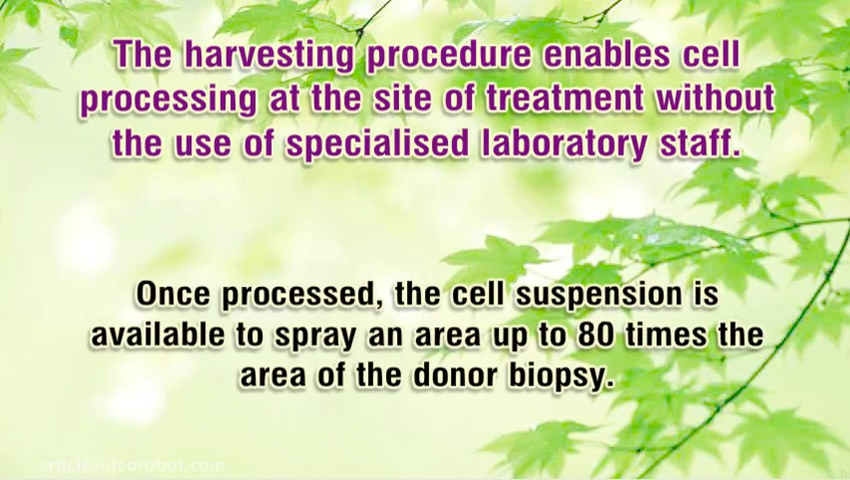 The harvesting procedure enables cell
processing at the site of treatment without
the use of specialised laboratory staff.
Once processed, the cell suspension is
available to spray an area up to 80 times the
area of the donor biopsy.
articlevideorobot.com